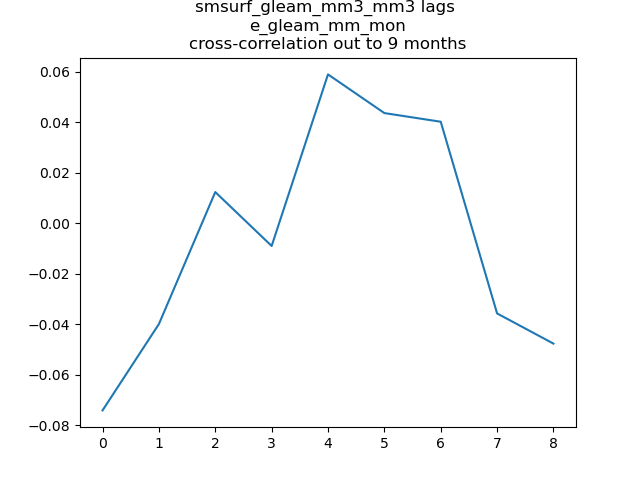 smsurf_gleam_mm3_mm3 lags
e_gleam_mm_mon
cross-correlation out to 9 months
0.06
0.04
0.02
0.00
−0.02
−0.04
−0.06
−0.08
0 1 2 3 4 5 6 7 8